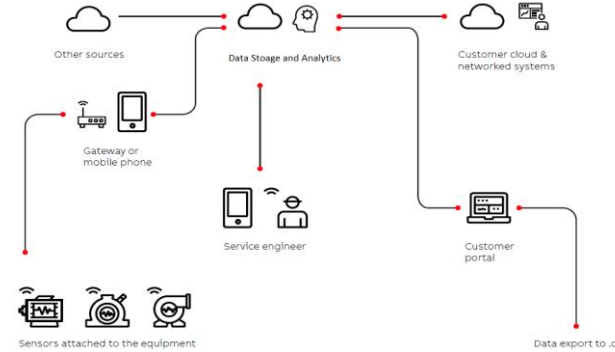 Other sources
Data Stoage and Analytics
Customer cloud &
networked systems
Gateway or
mobile phone
Service engineer
Customer
portal
Sensors attached to the equipment
Data export to